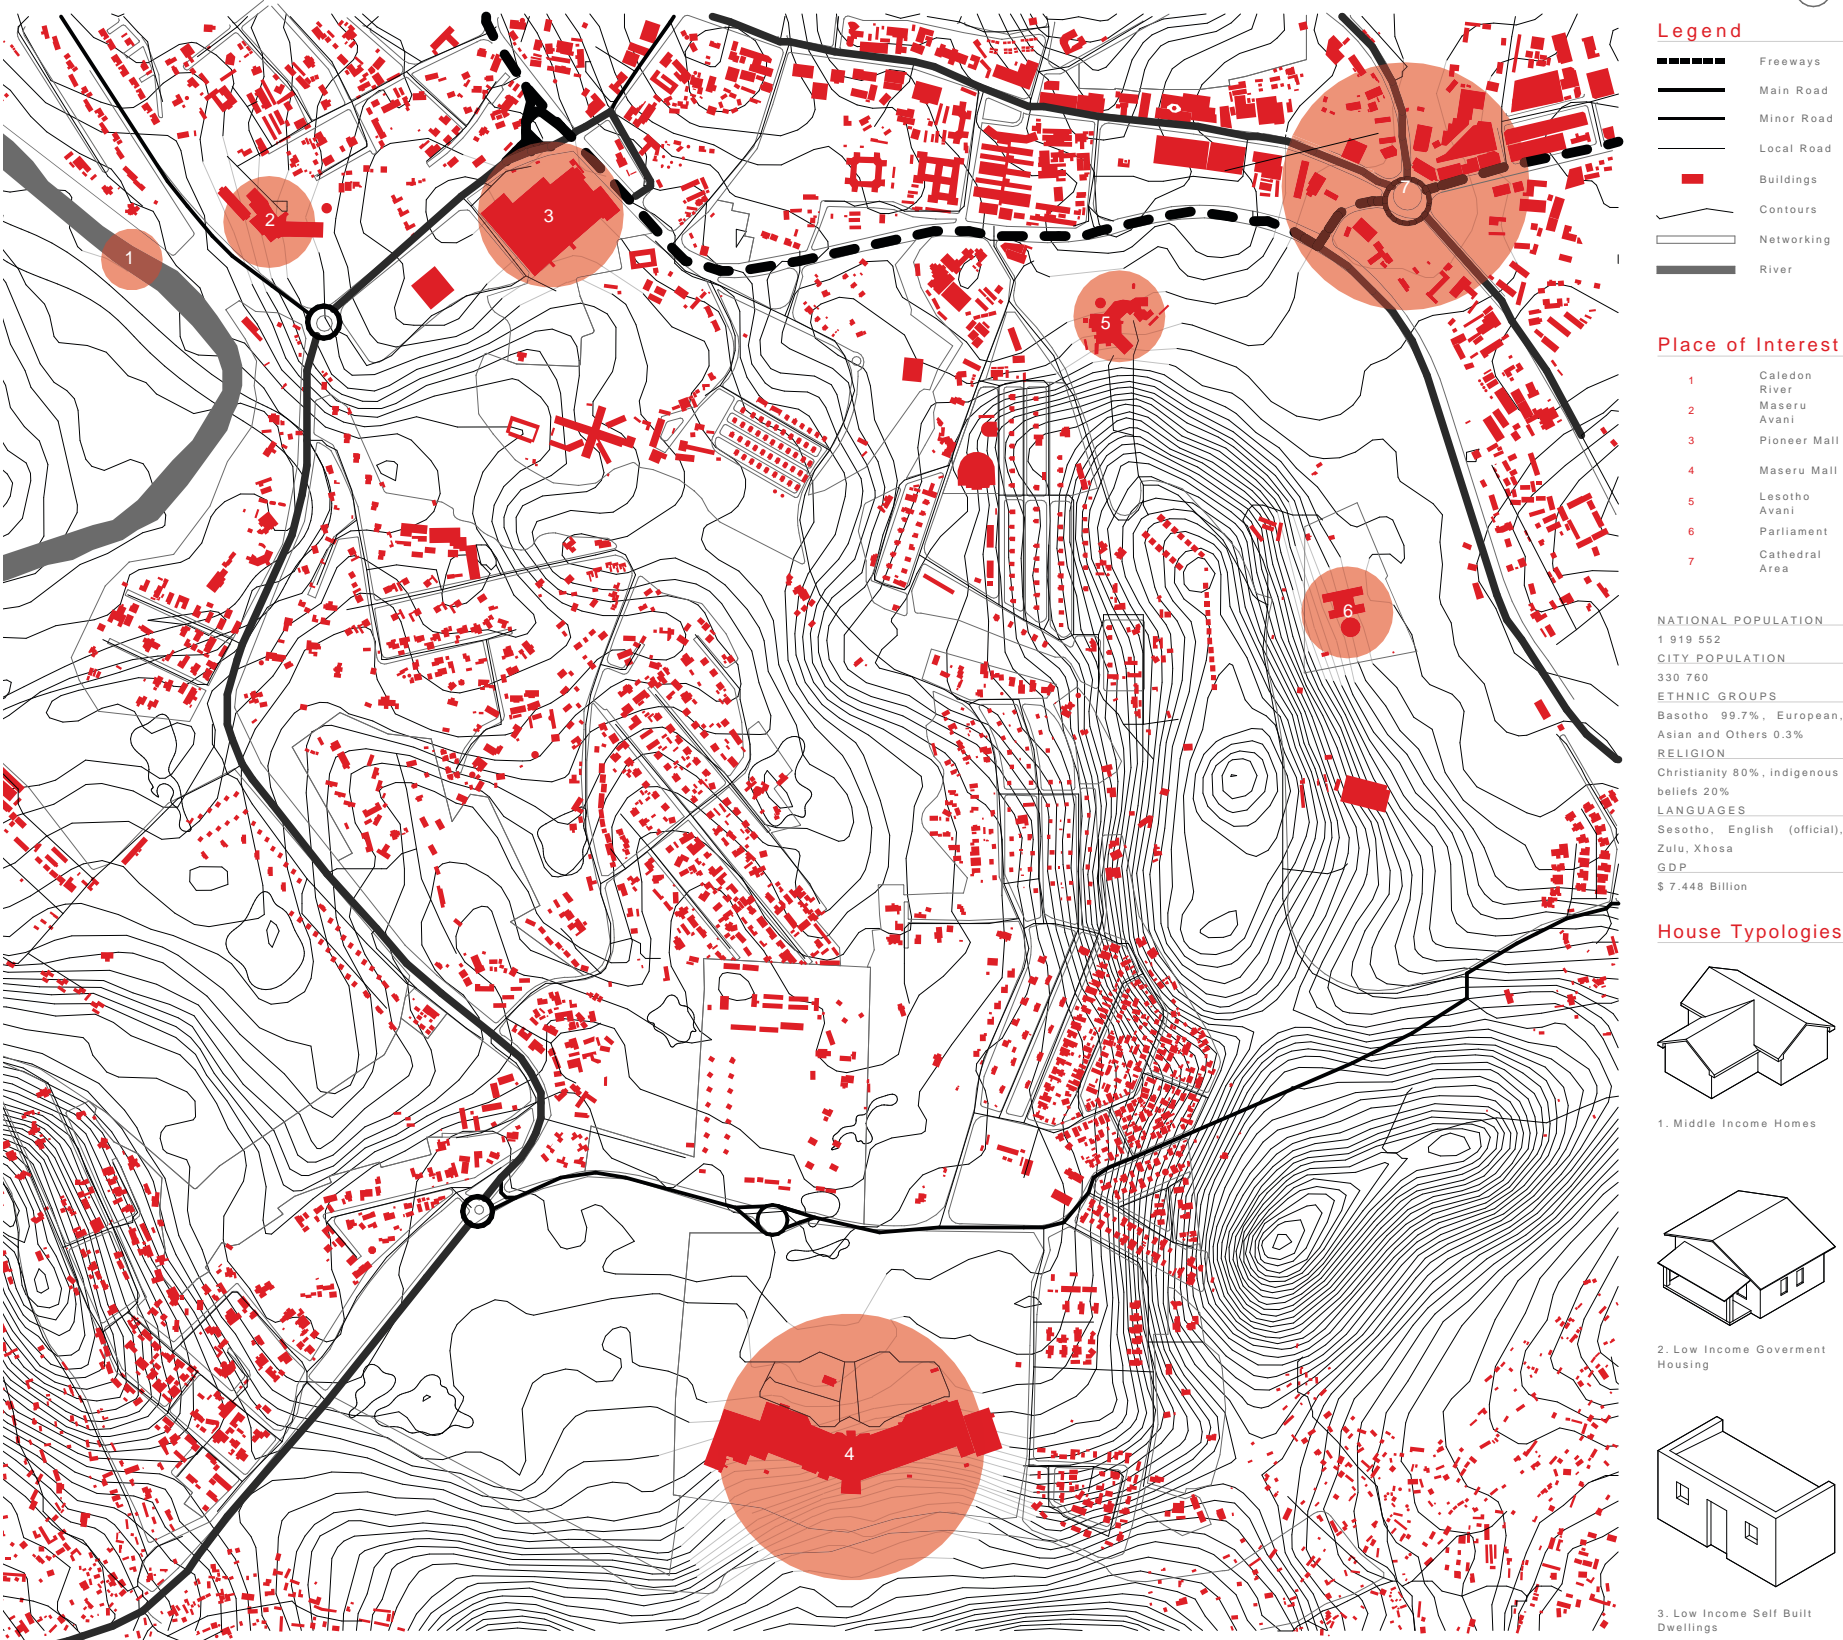 Legend
Freeways
Main Road
Minor Road
Local Road
Buildings
Contours
Networking
River
Place of Interest
1 Caledon
River
2 Maseru
Avani
3 Pioneer Mall
4 Maseru Mall
5 Lesotho
Avani
6 Parliament
7 Cathedral
Area
NATIONAL POPULATION
1 919 552
CITY POPULATION
330 760
ETHNIC GROUPS
Basotho 99.7%, European,
Asian and Others 0.3%
RELIGION
Christianity 80%, indigenous
beliefs 20%
LANGUAGES
Sesotho, English (official),
Zulu, Xhosa
GDP
$ 7.448 Billion
House Typologies
1. Middle Income Homes
2. Low Income Goverment
Housing
3. Low Income Self Built
Dwellings
1
2
3
7
5
6
4